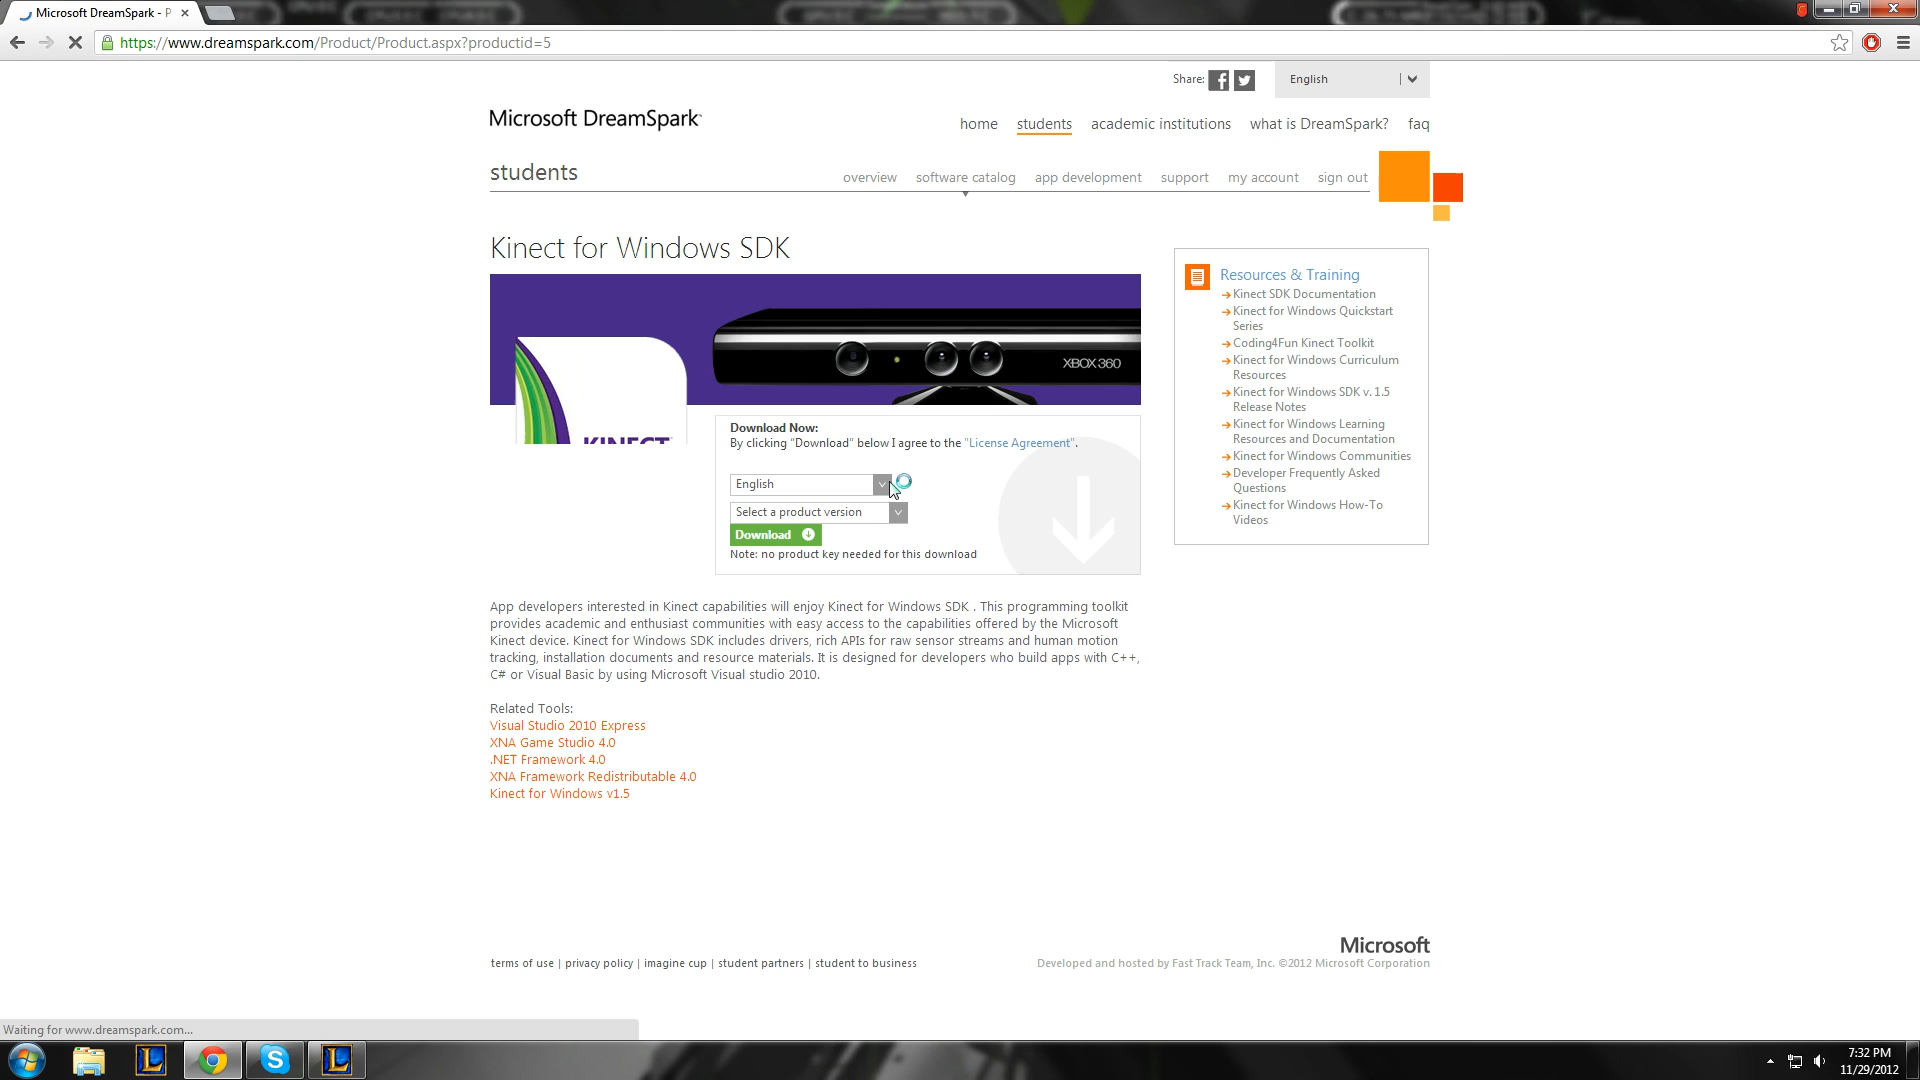 Microsoft DreamSpark - P
https://www.dreamspark.com/Product/Product.aspx?productid=5
Share:
English
Microsoft DreamSpark
home students academic institutions what is DreamSpark? faq
students
overview software catalog app development support my account sign out
Kinect for Windows SDK
XBOX 360
KINECT
Download Now:
By clicking “Download” below I agree to the "License Agreement".
English
Select a product version
Download
Note: no product key needed for this download
Resources & Training
Kinect SDK Documentation
Kinect for Windows Quickstart
Series
Coding4Fun Kinect Toolkit
Kinect for Windows Curriculum
Resources
Kinect for Windows SDK v. 1.5
Release Notes
Kinect for Windows Learning
Resources and Documentation
Kinect for Windows Communities
Developer Frequently Asked
Questions
Kinect for Windows How-To
Videos
App developers interested in Kinect capabilities will enjoy Kinect for Windows SDK . This programming toolkit
provides academic and enthusiast communities with easy access to the capabilities offered by the Microsoft
Kinect device. Kinect for Windows SDK includes drivers, rich APIs for raw sensor streams and human motion
tracking, installation documents and resource materials. It is designed for developers who build apps with C++,
C# or Visual Basic by using Microsoft Visual studio 2010.
Related Tools:
Visual Studio 2010 Express
XNA Game Studio 4.0
.NET Framework 4.0
XNA Framework Redistributable 4.0
Kinect for Windows v1.5
Microsoft
terms of use | privacy policy | imagine cup | student partners | student to business
Developed and hosted by Fast Track Team, Inc. ©2012 Microsoft Corporation
Waiting for www.dreamspark.com...
L
S
L
7:32 PM
11/29/2012